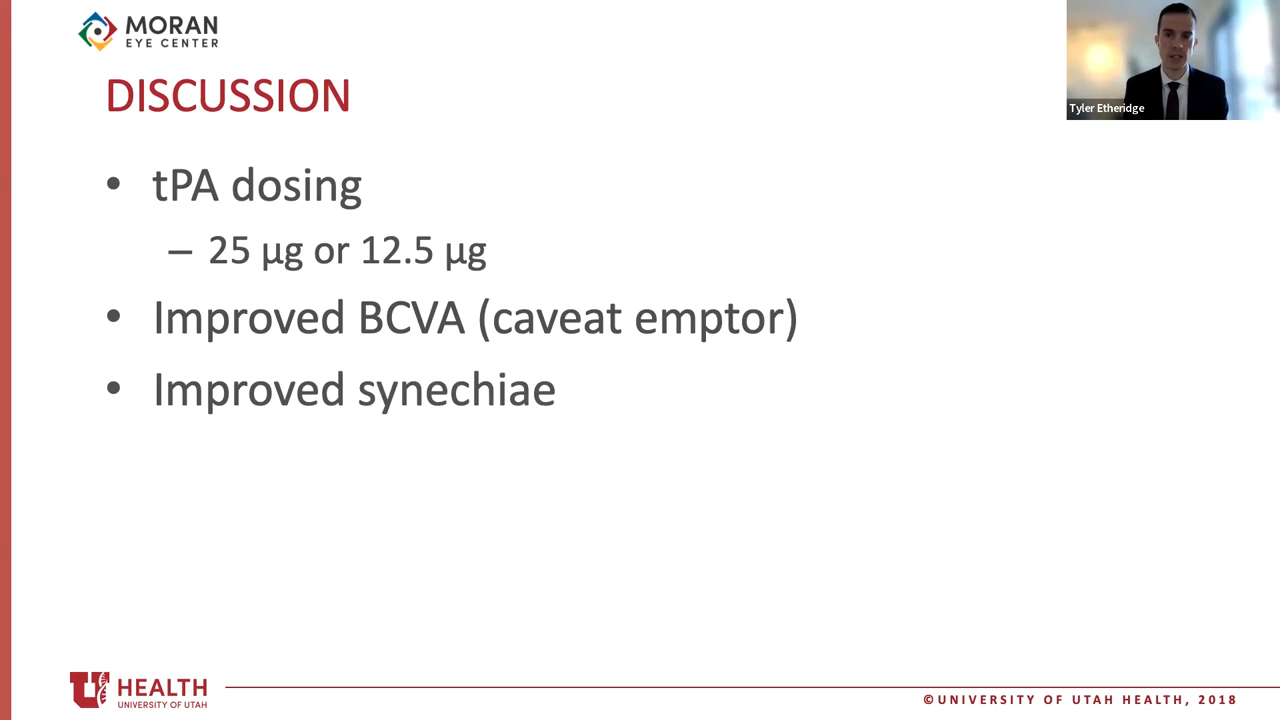 MORAN
EYE CENTER
Tyler Etheridge
DISCUSSION
• tPA dosing
– 25 µg or 12.5 µg
• Improved BCVA (caveat emptor)
• Improved synechiae
U HEALTH
UNIVERSITY OF UTAH
©UNIVERSITY OF UTAH HEALTH, 2018